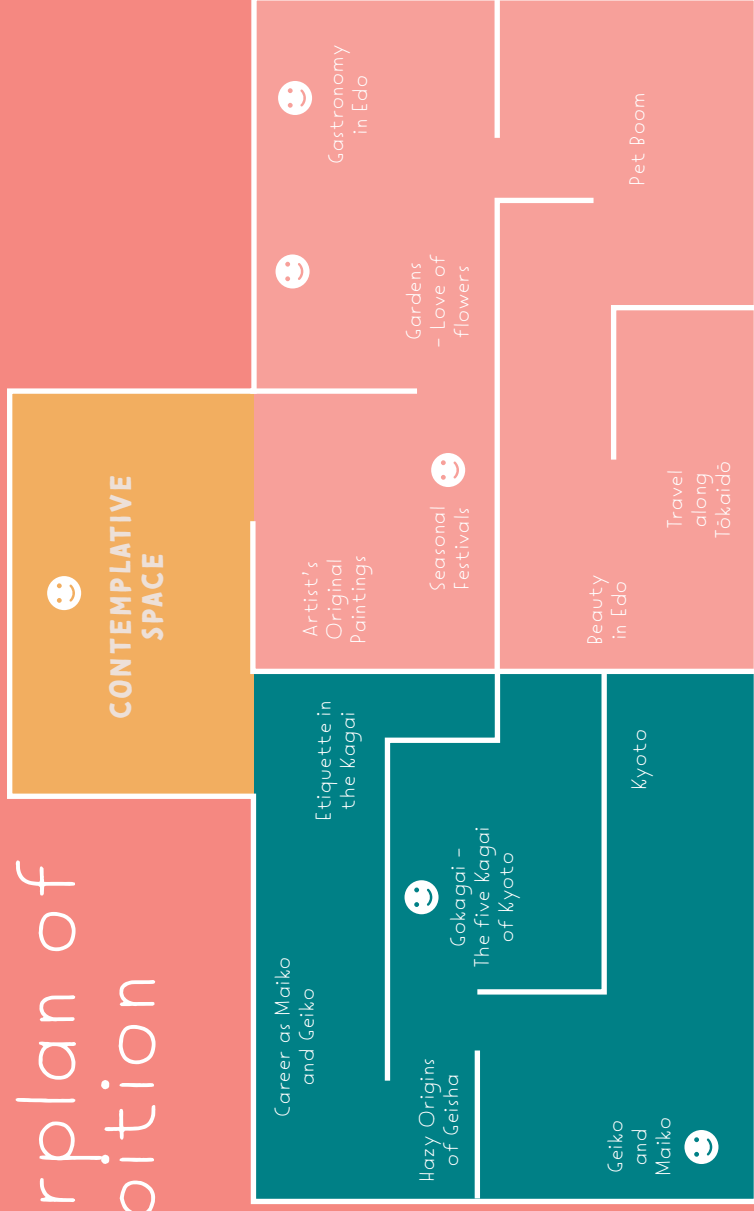 rplan of
bition
CONTEMPLATIVE
SPACE
Career as Maiko
and Geiko
Etiquette in
the Kagai
Hazy Origins
of Geisha
Gokagai -
The five Kagai
of Kyoto
Geiko
and
Maiko
Kyoto
Artist's
Original
Paintings
Seasonal
Festivals
Gardens
- Love of
flowers
Gastronomy
in Edo
Beauty
in Edo
Travel
along
Tōkaidō
Pet Boom